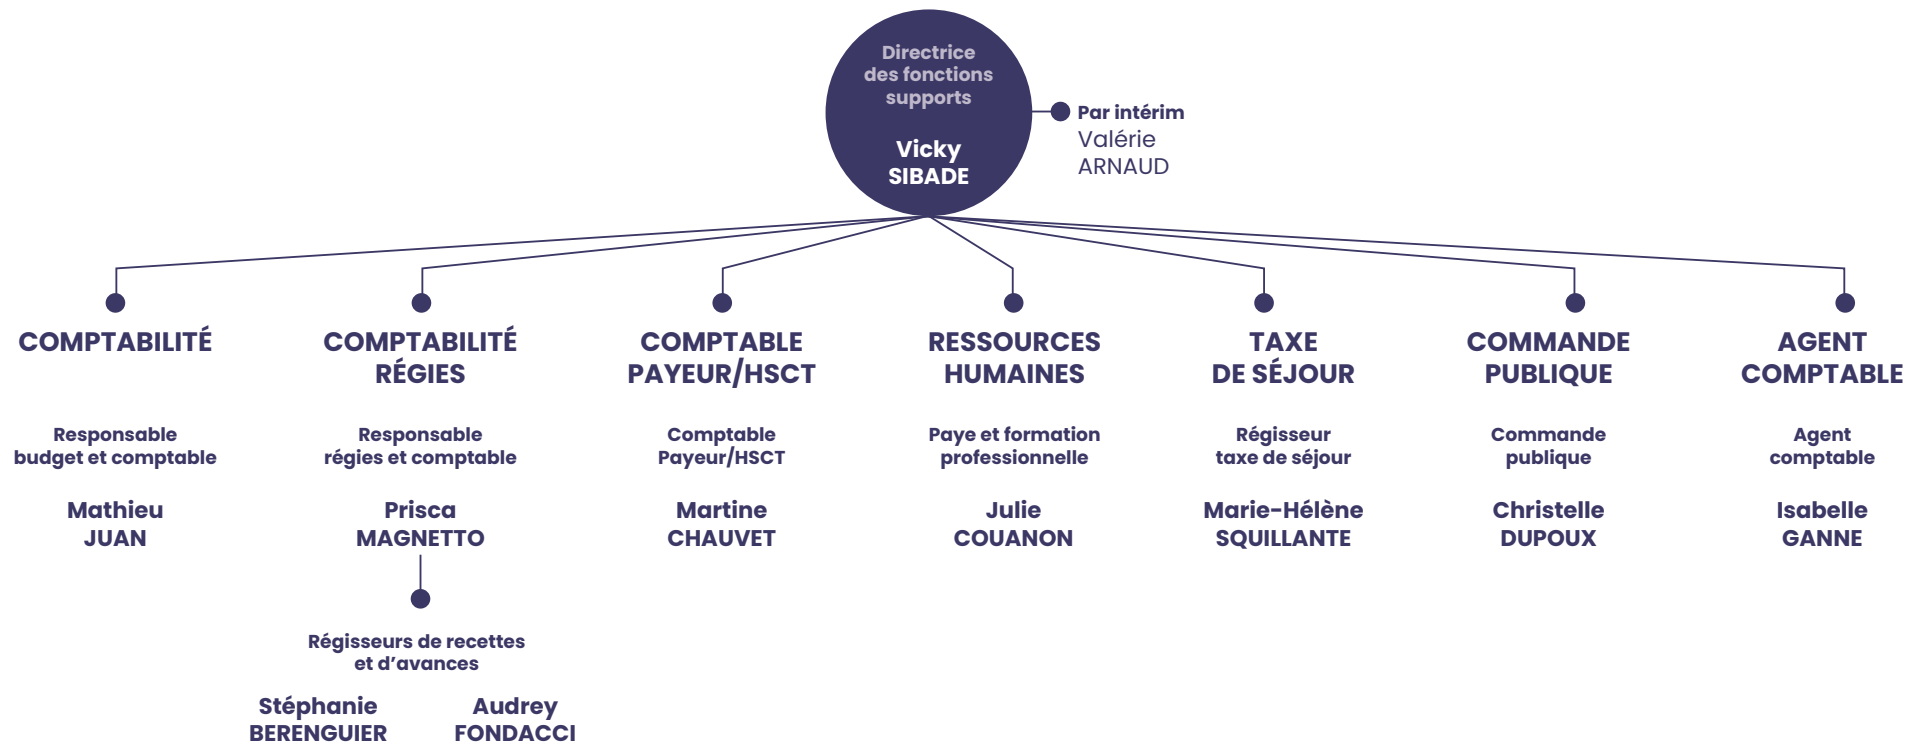 Directrice
des fonctions
supports
Vicky
SIBADE
Par intérim
Valérie
ARNAUD
COMPTABILITÉ
Responsable
budget et comptable
Mathieu
JUAN
COMPTABILITÉ
RÉGIES
Responsable
régies et comptable
Prisca
MAGNETTO
Régisseurs de recettes
et d’avances
Stéphanie
BERENGUIER
Audrey
FONDACCI
COMPTABLE
PAYEUR/HSCT
Comptable
Payeur/HSCT
Martine
CHAUVET
RESSOURCES
HUMAINES
Paye et formation
professionnelle
Julie
COUANON
TAXE
DE SÉJOUR
Régisseur
taxe de séjour
Marie-Hélène
SQUILLANTE
COMMANDE
PUBLIQUE
Commande
publique
Christelle
DUPOUX
AGENT
COMPTABLE
Agent
comptable
Isabelle
GANNE